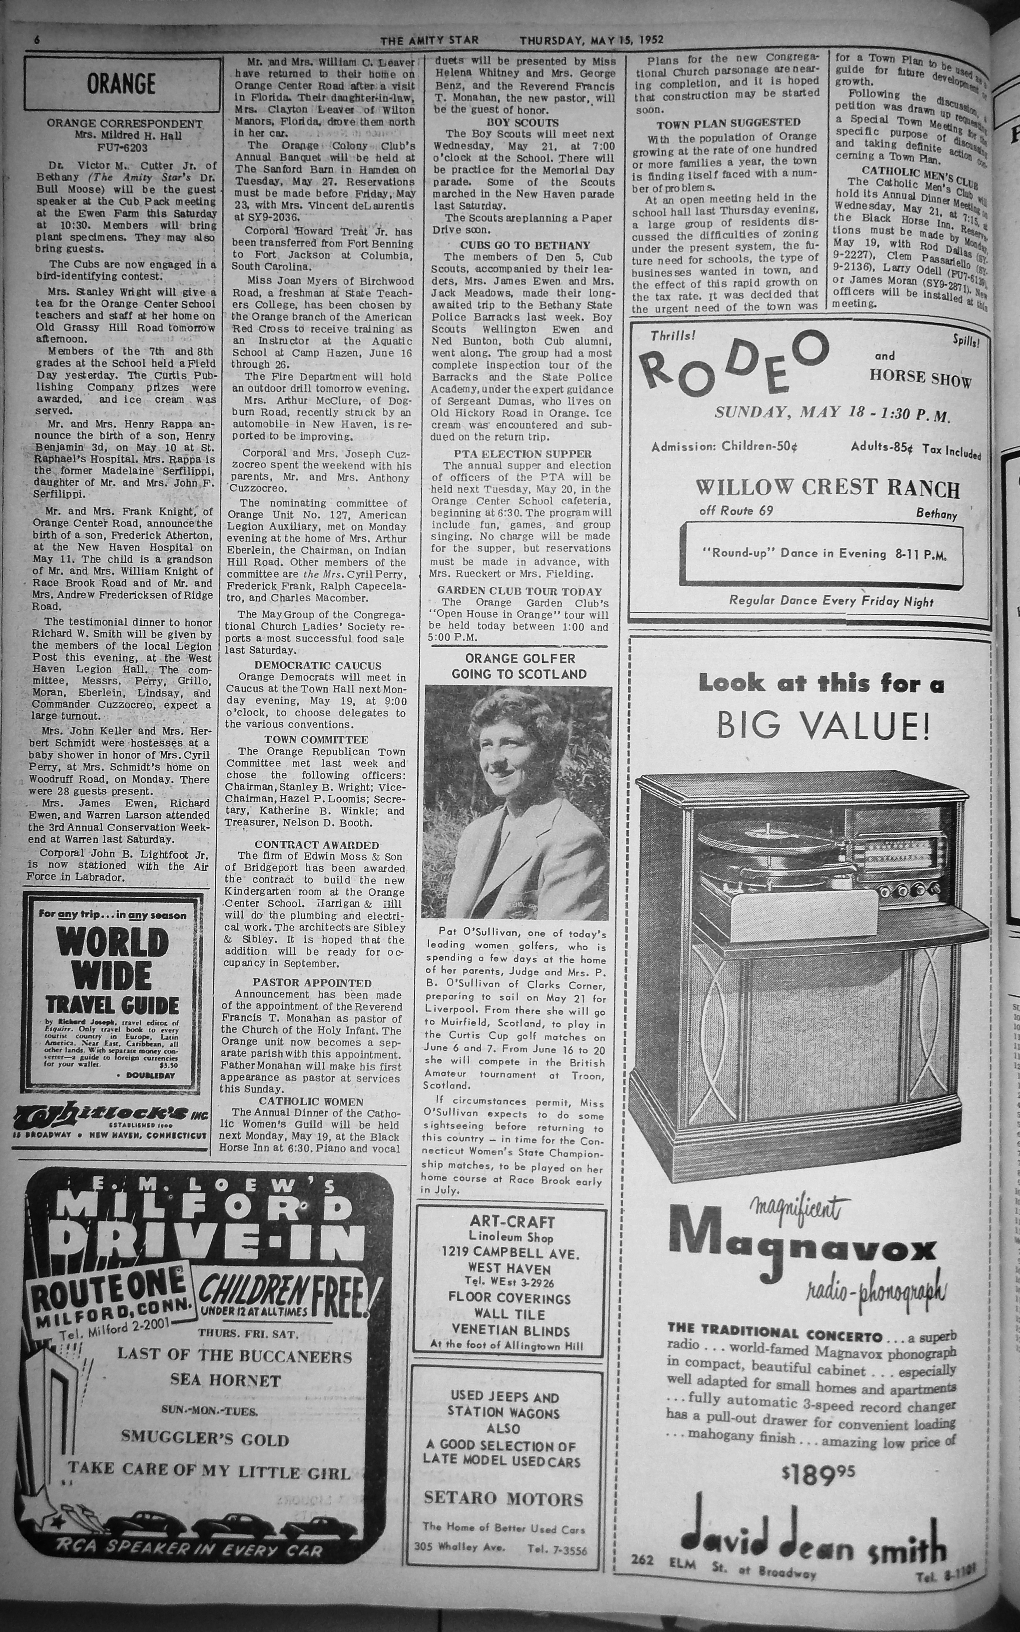 6
THE AMITY STAR THURSDAY, MAY 15, 1952
ORANGE
ORANGE CORRESPONDENT
Mrs. Mildred H. Hall
FU7-6203
Dr. Victor M. Cutter Jr. of
Bethany (The Amity Star's Dr.
Bull Moose) will be the guest
speaker at the Cub Pack meeting
at the Ewen Farm this Saturday
at 10:30. Members will bring
plant specimens. They may also
bring guests.
The Cubs are now engaged in a
bird-identifying contest.
Mrs. Stanley Wright will give a
tea for the Orange Center School
teachers and staff at her home on
Old Grassy Hill Road tomorrow
afternoon.
Members of the 7th and 8th
grades at the School held a Field
Day yesterday. The Curtis Pub-
lishing Company prizes were
awarded, and ice cream was
served.
Mr. and Mrs. Henry Rappa an-
nounce the birth of a son, Henry
Benjamin 3d, on May 10 at St.
Raphael's Hospital. Mrs. Rappa is
the former Madelaine Serfilippi,
daughter of Mr. and Mrs. John F.
Serfilippi.
Mr. and Mrs. Frank Knight, of
Orange Center Road, announce the
birth of a son, Frederick Atherton,
at the New Haven Hospital on
May 11. The child is a grandson
of Mr. and Mrs. William Knight of
Race Brook Road and of Mr. and
Mrs. Andrew Fredericksen of Ridge
Road.
The testimonial dinner to honor
Richard W. Smith will be given by
the members of the local Legion
Post this evening, at the West
Haven Legion Hall. The com-
mittee, Messrs. Perry, Grillo,
Moran, Eberlein, Lindsay, and
Commander Cuzzocreo, expect a
large turnout.
Mrs. John Keller and Mrs. Her-
bert Schmidt were hostesses at a
baby shower in honor of Mrs. Cyril
Perry, at Mrs. Schmidt's home on
Woodruff Road, on Monday. There
were 28 guests present.
Mrs. James Ewen, Richard
Ewen, and Warren Larson attended
the 3rd Annual Conservation Week-
end at Warren last Saturday.
Corporal John B. Lightfoot Jr.
is now stationed with the Air
Force in Labrador.
For any trip...in any season
WORLD
WIDE
TRAVEL GUIDE
by Richard Joseph, travel editor of
Esquire. Only travel book to every
tourist country in Europe, Latin
America, Near East, Caribbean, all
other lands. With separate money con-
verter—a guide to foreign currencies
for your wallet. $3.50
• DOUBLEDAY
Whitlock's INC
ESTABLISHED 1900
15 BROADWAY • NEW HAVEN, CONNECTICUT
Mr. and Mrs. William C. Leaver
have returned to their home on
Orange Center Road after a visit
in Florida. Their daughter-in-law,
Mrs. Clayton Leaver of Wilton
Manors, Florida, drove them north
in her car.
The Orange Colony Club's
Annual Banquet will be held at
The Sanford Barn in Hamden on
Tuesday, May 27. Reservations
must be made before Friday, May
23, with Mrs. Vincent deLaurentis
at SY9-2036.
Corporal Howard Treat Jr. has
been transferred from Fort Benning
to Fort Jackson at Columbia,
South Carolina.
Miss Joan Myers of Birchwood
Road, a freshman at State Teach-
ers College, has been chosen by
the Orange branch of the American
Red Cross to receive training as
an Instructor at the Aquatic
School at Camp Hazen, June 16
through 26.
The Fire Department will hold
an outdoor drill tomorrow evening.
Mrs. Arthur McClure, of Dog-
burn Road, recently struck by an
automobile in New Haven, is re-
ported to be improving.
Corporal and Mrs. Joseph Cuz-
zocreo spent the weekend with his
parents, Mr. and Mrs. Anthony
Cuzzocreo.
The nominating committee of
Orange Unit No. 127, American
Legion Auxiliary, met on Monday
evening at the home of Mrs. Arthur
Eberlein, the Chairman, on Indian
Hill Road. Other members of the
committee are the Mrs. Cyril Perry,
Frederick Frank, Ralph Capecela-
tro, and Charles Macomber.
The May Group of the Congrega-
tional Church Ladies' Society re-
ports a most successful food sale
last Saturday.
DEMOCRATIC CAUCUS
Orange Democrats will meet in
Caucus at the Town Hall next Mon-
day evening, May 19, at 9:00
o'clock, to choose delegates to
the various conventions.
TOWN COMMITTEE
The Orange Republican Town
Committee met last week and
chose the following officers:
Chairman, Stanley B. Wright; Vice-
Chairman, Hazel P. Loomis; Secre-
tary, Katherine B. Winkle; and
Treasurer, Nelson D. Booth.
CONTRACT AWARDED
The firm of Edwin Moss & Son
of Bridgeport has been awarded
the contract to build the new
Kindergarten room at the Orange
Center School. Hartigan & Hill
will do the plumbing and electri-
cal work. The architects are Sibley
& Sibley. It is hoped that the
addition will be ready for oc-
cupancy in September.
PASTOR APPOINTED
Announcement has been made
of the appointment of the Reverend
Francis T. Monahan as pastor of
the Church of the Holy Infant. The
Orange unit now becomes a sep-
arate parish with this appointment.
Father Monahan will make his first
appearance as pastor at services
this Sunday.
CATHOLIC WOMEN
The Annual Dinner of the Catho-
lic Women's Guild will be held
next Monday, May 19, at the Black
Horse Inn at 6:30. Piano and vocal
E. M. LOEW'S
MILFORD
DRIVE-IN
ROUTE ONE
MILFORD, CONN.
Tel. Milford 2-2001
CHILDREN FREE!
UNDER 12 AT ALL TIMES
THURS. FRI. SAT.
LAST OF THE BUCCANEERS
SEA HORNET
SUN.-MON.-TUES.
SMUGGLER'S GOLD
TAKE CARE OF MY LITTLE GIRL
RCA SPEAKER IN EVERY CAR
duets will be presented by Miss
Helena Whitney and Mrs. George
Benz, and the Reverend Francis
T. Monahan, the new pastor, will
be the guest of honor.
BOY SCOUTS
The Boy Scouts will meet next
Wednesday, May 21, at 7:00
o'clock at the School. There will
be practice for the Memorial Day
parade. Some of the Scouts
marched in the New Haven parade
last Saturday.
The Scouts are planning a Paper
Drive soon.
CUBS GO TO BETHANY
The members of Den 5, Cub
Scouts, accompanied by their lea-
ders, Mrs. James Ewen and Mrs.
Jack Meadows, made their long-
awaited trip to the Bethany State
Police Barracks last week. Boy
Scouts Wellington Ewen and
Ned Bunton, both Cub alumni,
went along. The group had a most
complete inspection tour of the
Barracks and the State Police
Academy, under the expert guidance
of Sergeant Dumas, who lives on
Old Hickory Road in Orange. Ice
cream was encountered and sub-
dued on the return trip.
PTA ELECTION SUPPER
The annual supper and election
of officers of the PTA will be
held next Tuesday, May 20, in the
Orange Center School cafeteria,
beginning at 6:30. The program will
include fun, games, and group
singing. No charge will be made
for the supper, but reservations
must be made in advance, with
Mrs. Rueckert or Mrs. Fielding.
GARDEN CLUB TOUR TODAY
The Orange Garden Club's
"Open House in Orange" tour will
be held today between 1:00 and
5:00 P.M.
ORANGE GOLFER
GOING TO SCOTLAND
Pat O'Sullivan, one of today's
leading women golfers, who is
spending a few days at the home
of her parents, Judge and Mrs. P.
B. O'Sullivan of Clarks Corner,
preparing to sail on May 21 for
Liverpool. From there she will go
to Muirfield, Scotland, to play in
the Curtis Cup golf matches on
June 6 and 7. From June 16 to 20
she will compete in the British
Amateur tournament at Troon,
Scotland.
If circumstances permit, Miss
O'Sullivan expects to do some
sightseeing before returning to
this country — in time for the Con-
necticut Women's State Champion-
ship matches, to be played on her
home course at Race Brook early
in July.
ART-CRAFT
Linoleum Shop
1219 CAMPBELL AVE.
WEST HAVEN
Tel. WEst 3-2926
FLOOR COVERINGS
WALL TILE
VENETIAN BLINDS
At the foot of Allingtown Hill
USED JEEPS AND
STATION WAGONS
ALSO
A GOOD SELECTION OF
LATE MODEL USED CARS
SETARO MOTORS
The Home of Better Used Cars
305 Whalley Ave. Tel. 7-3556
Plans for the new Congrega-
tional Church parsonage are near-
ing completion, and it is hoped
that construction may be started
soon.
TOWN PLAN SUGGESTED
With the population of Orange
growing at the rate of one hundred
or more families a year, the town
is finding itself faced with a num-
ber of problems.
At an open meeting held in the
school hall last Thursday evening,
a large group of residents dis-
cussed the difficulties of zoning
under the present system, the fu-
ture need for schools, the type of
businesses wanted in town, and
the effect of this rapid growth on
the tax rate. It was decided that
the urgent need of the town was
for a Town Plan to be used as a
guide for future development
growth.
Following the discussion, a
petition was drawn up requesting
a Special Town Meeting for the
specific purpose of discussing
and taking definite action con-
cerning a Town Plan.
CATHOLIC MEN'S CLUB
The Catholic Men's Club will
hold its Annual Dinner Meeting on
Wednesday, May 21, at 7:15, at
the Black Horse Inn. Reserva-
tions must be made by Monday
May 19, with Rod Dallas (SY-
9-2227), Clem Passariello (SY-
9-2136), Larry Odell (FU7-6129),
or James Moran (SY9-2871). New
officers will be installed at this
meeting.
Thrills!
Spills!
RODEO
and
HORSE SHOW
SUNDAY, MAY 18 - 1:30 P. M.
Admission: Children-50¢ Adults-85¢ Tax Included
WILLOW CREST RANCH
off Route 69 Bethany
"Round-up" Dance in Evening 8-11 P.M.
Regular Dance Every Friday Night
Look at this for a
BIG VALUE!
magnificent
Magnavox
radio-phonograph
THE TRADITIONAL CONCERTO ... a superb
radio ... world-famed Magnavox phonograph
in compact, beautiful cabinet ... especially
well adapted for small homes and apartments
...fully automatic 3-speed record changer
has a pull-out drawer for convenient loading
...mahogany finish...amazing low price of
$189.95
david dean smith
262 ELM St. at Broadway Tel. 8-1101